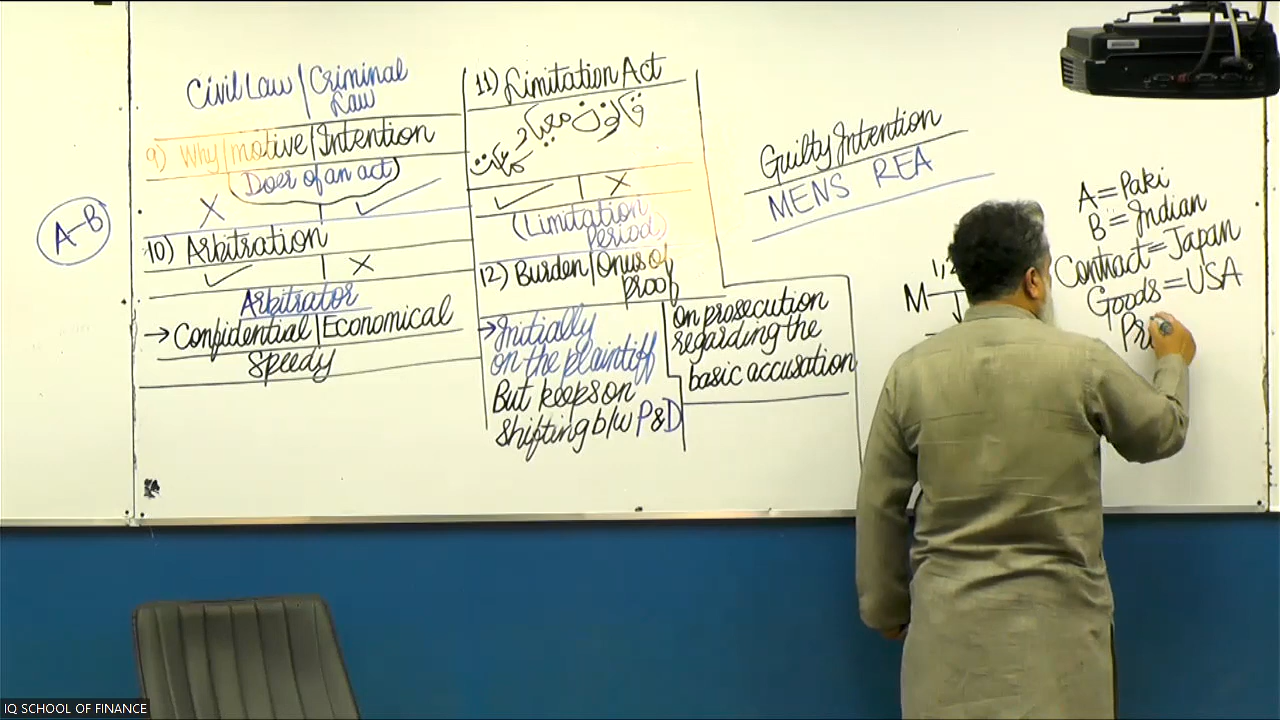 Civil Law | Criminal Law
9) Why/motive/Intention
Doer of an act
A-B
10) Arbitration
Arbitrator
→ Confidential | Economical
Speedy
11) Limitation Act
قانون معیاد
(Limitation period)
12) Burden/Onus of proof
→ Initially
on the plaintiff
But keeps on
shifting b/w P&D
On prosecution
regarding the
basic accusation
Guilty Intention
MENS REA
M
A = Paki
B = Indian
Contract = Japan
Goods = USA
IQ SCHOOL OF FINANCE